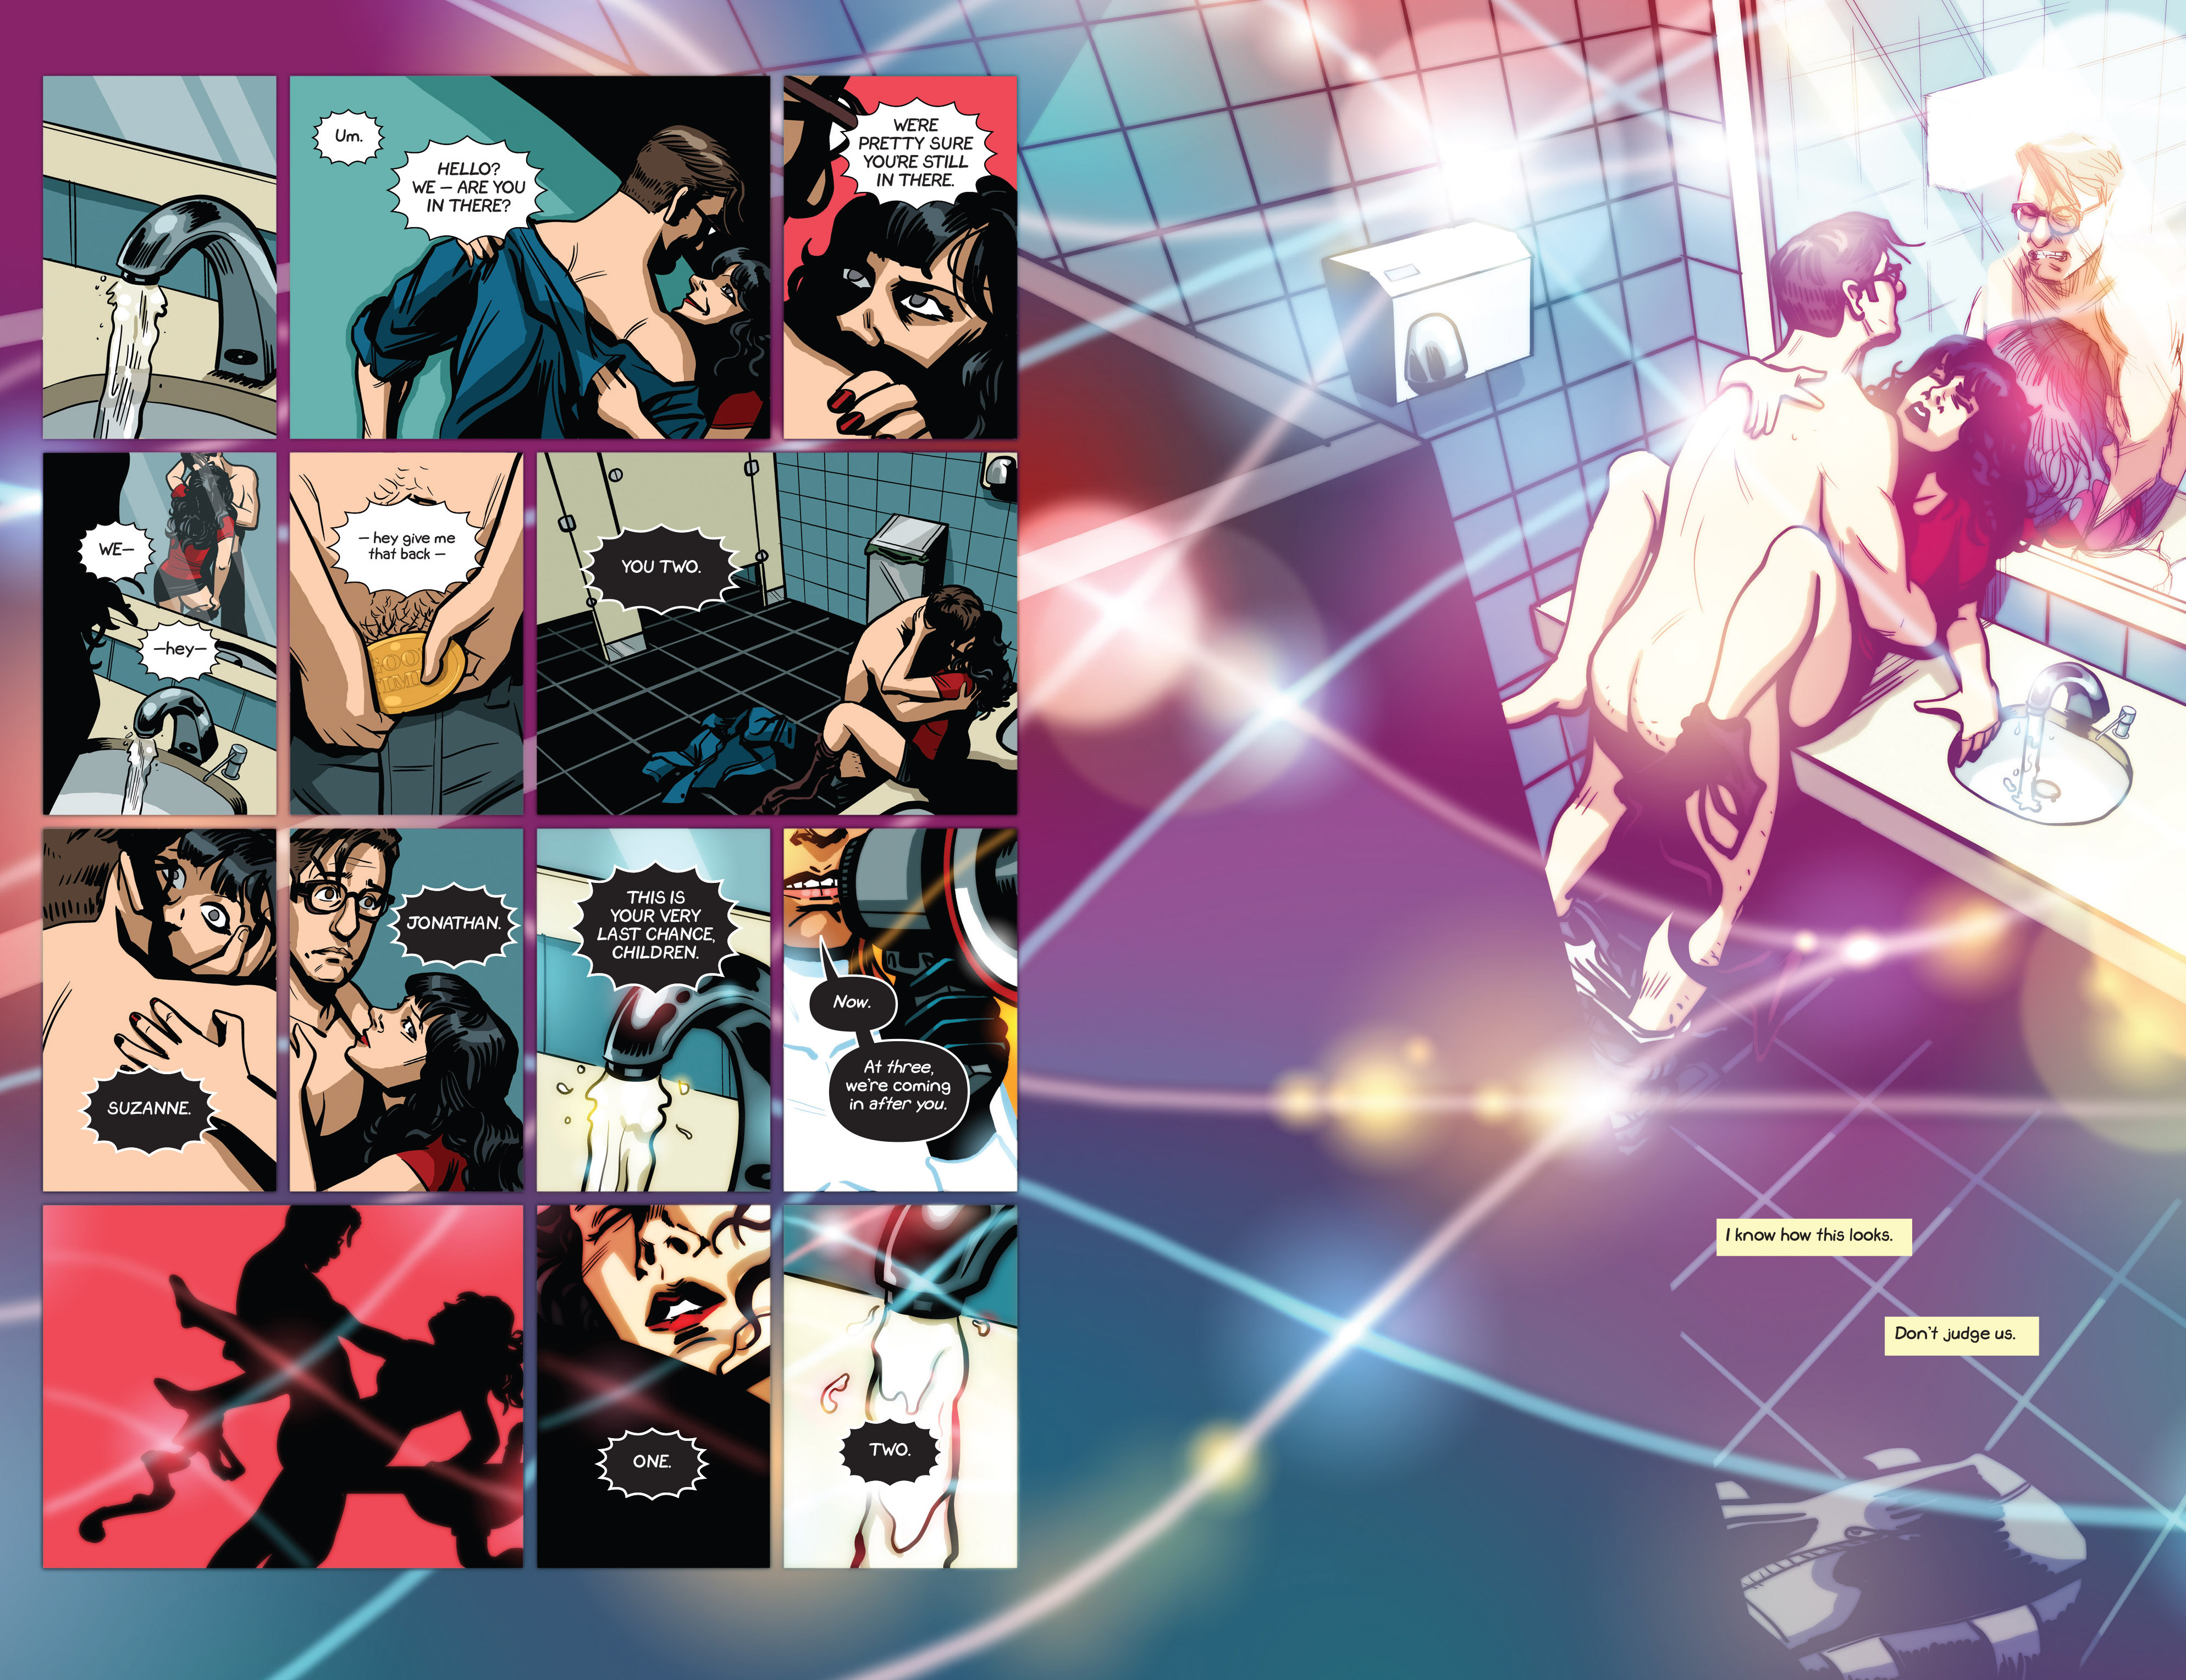 Um.
HELLO?
WE – ARE YOU
IN THERE?
WE'RE
PRETTY SURE
YOU'RE STILL
IN THERE.
WE–
–hey–
– hey give me
that back –
YOU TWO.
SUZANNE.
JONATHAN.
THIS IS
YOUR VERY
LAST CHANCE,
CHILDREN.
Now.
At three,
we're coming
in after you.
ONE.
TWO.
I know how this looks.
Don't judge us.